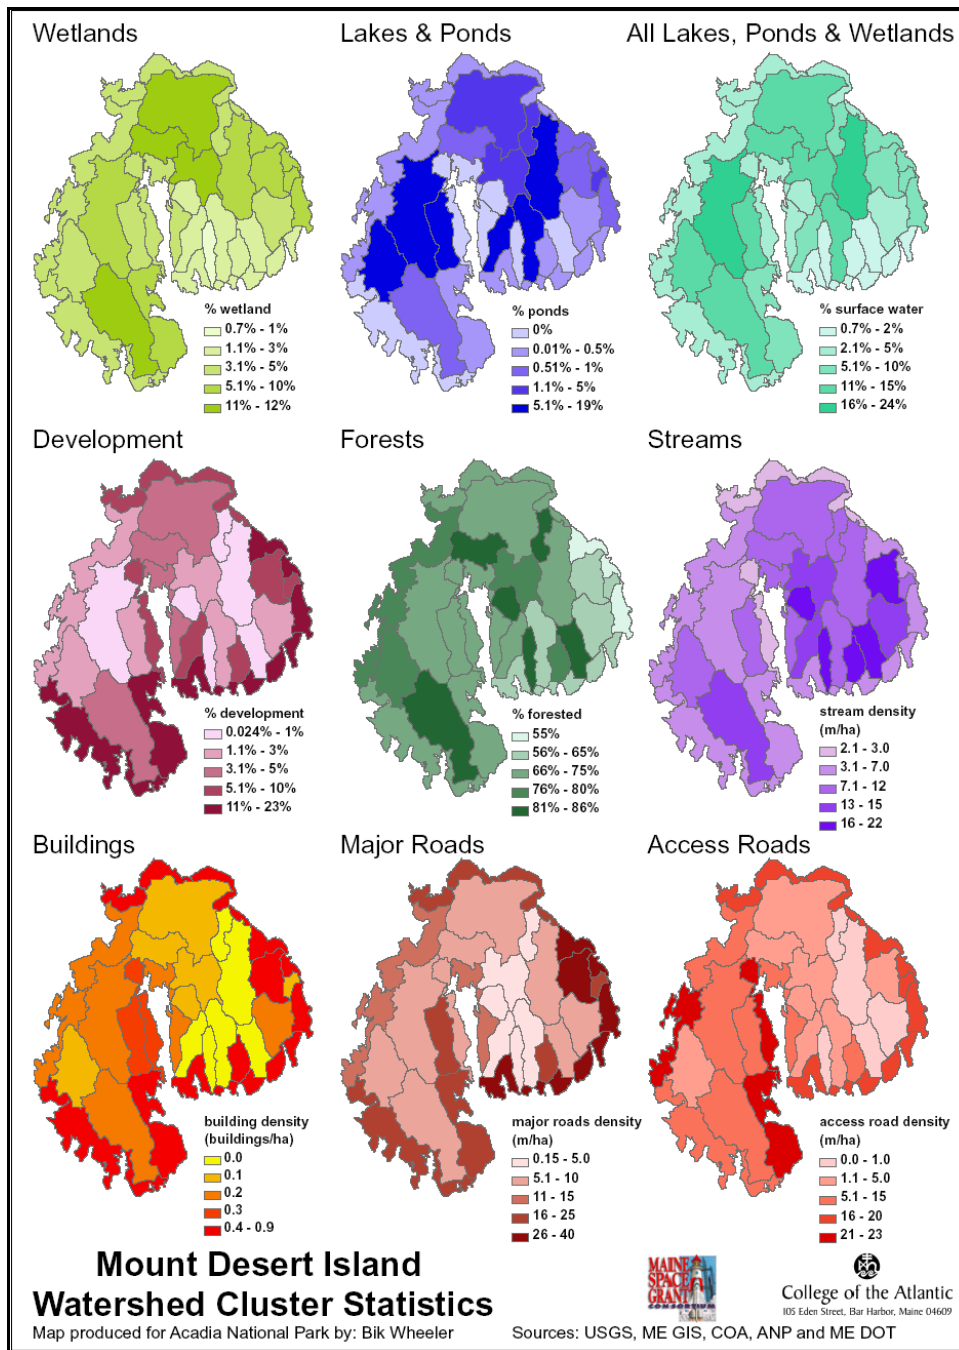 Wetlands
Lakes & Ponds
All Lakes, Ponds & Wetlands
% wetland
0.7% - 1%
1.1% - 3%
3.1% - 5%
5.1% - 10%
11% - 12%
% ponds
0%
0.01% - 0.5%
0.51% - 1%
1.1% - 5%
5.1% - 19%
% surface water
0.7% - 2%
2.1% - 5%
5.1% - 10%
11% - 15%
16% - 24%
Development
Forests
Streams
% development
0.024% - 1%
1.1% - 3%
3.1% - 5%
5.1% - 10%
11% - 23%
% forested
55%
56% - 65%
66% - 75%
76% - 80%
81% - 86%
stream density
(m/ha)
2.1 - 3.0
3.1 - 7.0
7.1 - 12
13 - 15
16 - 22
Buildings
Major Roads
Access Roads
building density
(buildings/ha)
0.0
0.1
0.2
0.3
0.4 - 0.9
major roads density
(m/ha)
0.15 - 5.0
5.1 - 10
11 - 15
16 - 25
26 - 40
access road density
(m/ha)
0.0 - 1.0
1.1 - 5.0
5.1 - 15
16 - 20
21 - 23
Mount Desert Island
Watershed Cluster Statistics
Map produced for Acadia National Park by: Bik Wheeler
MAINE
SPACE
GRANT
CONSORTIUM
College of the Atlantic
105 Eden Street, Bar Harbor, Maine 04609
Sources: USGS, ME GIS, COA, ANP and ME DOT